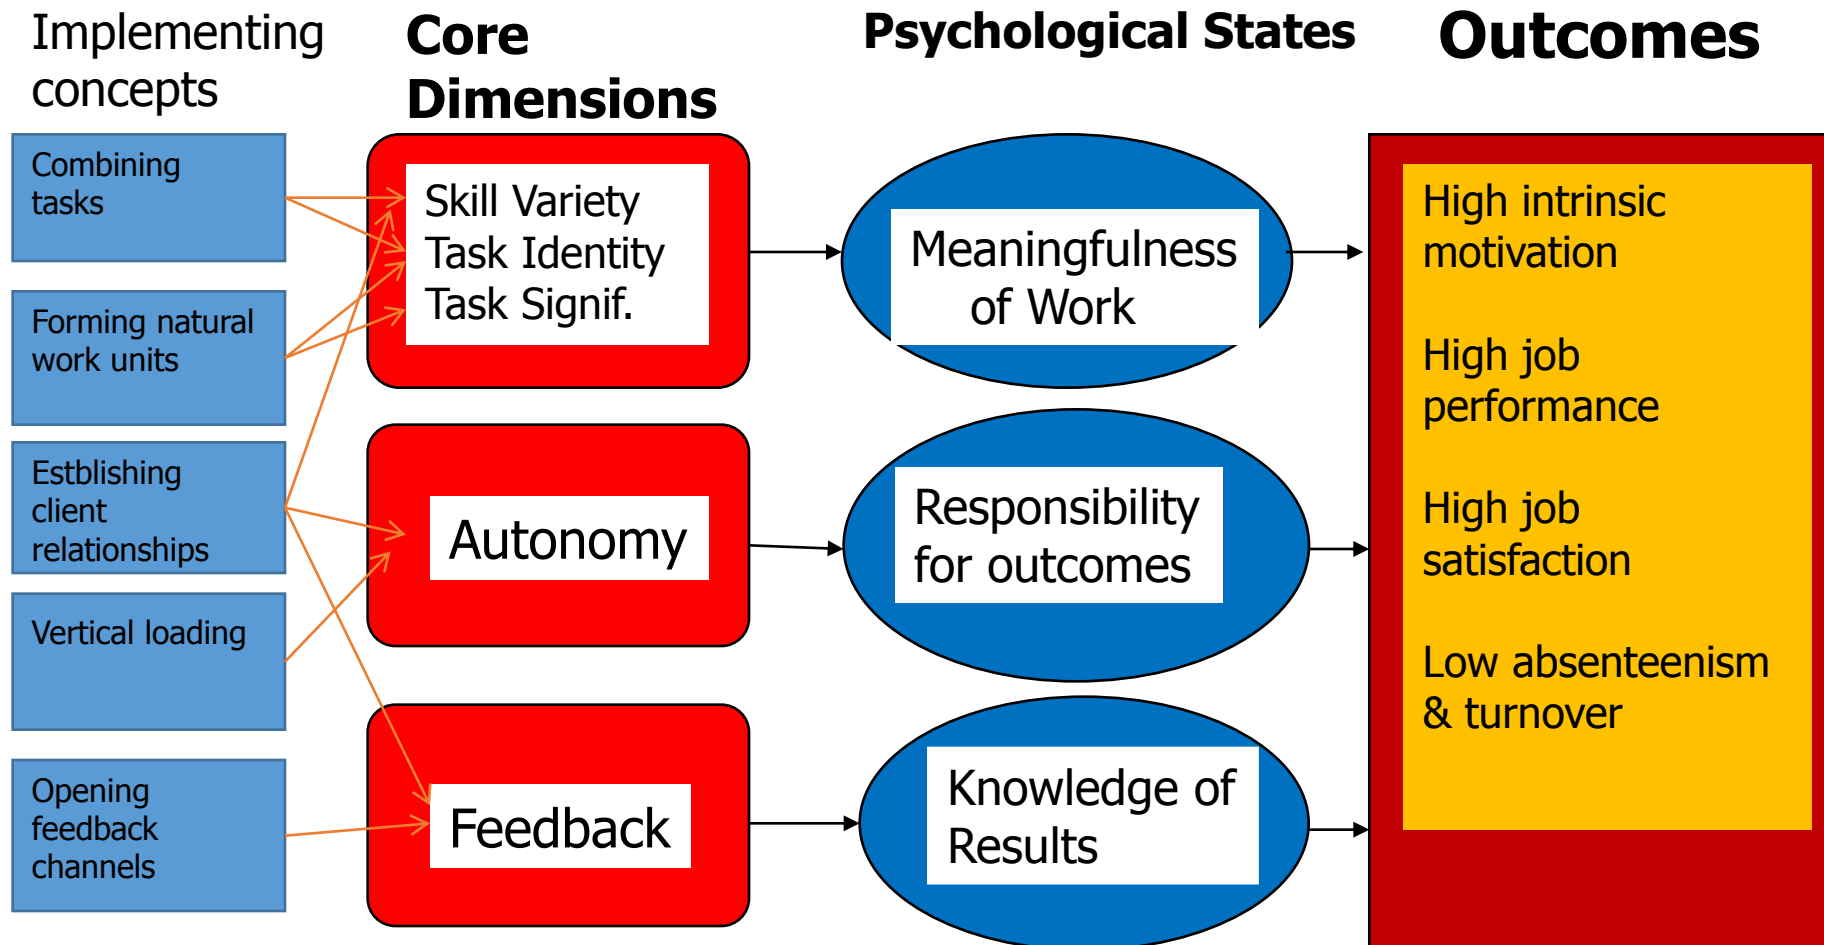 Implementing
concepts
Core
Dimensions
Psychological States
Outcomes
Combining
tasks
Forming natural
work units
Estblishing
client
relationships
Vertical loading
Opening
feedback
channels
Skill Variety
Task Identity
Task Signif.
Autonomy
Feedback
Meaningfulness
of Work
Responsibility
for outcomes
Knowledge of
Results
High intrinsic
motivation
High job
performance
High job
satisfaction
Low absenteenism
& turnover